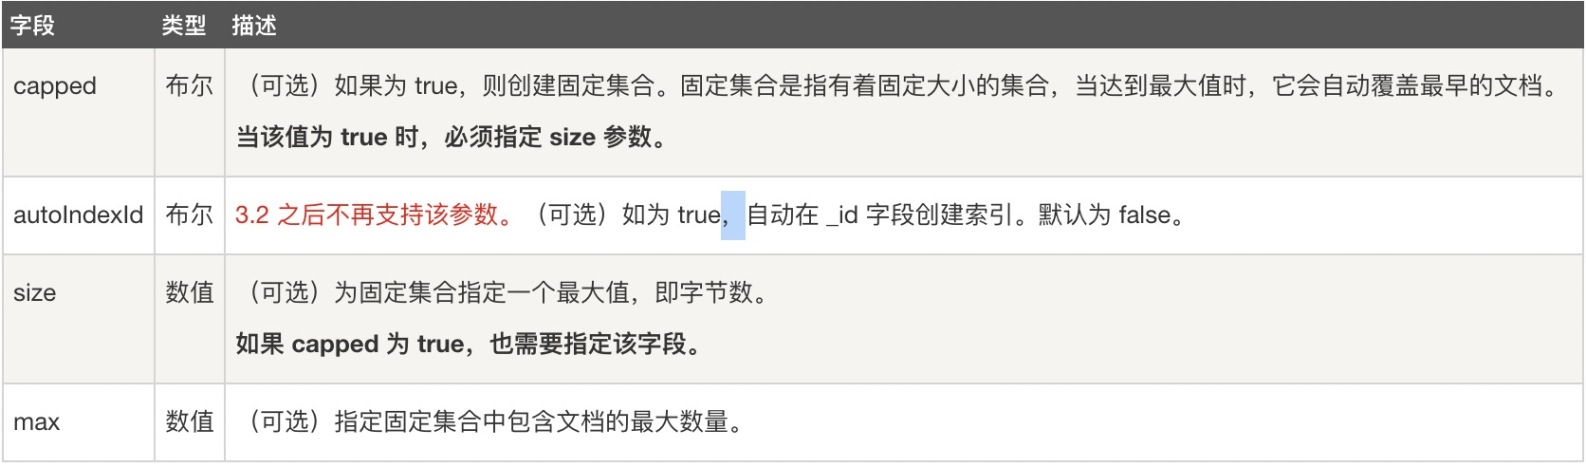 字段 类型 描述
capped 布尔 （可选）如果为 true，则创建固定集合。固定集合是指有着固定大小的集合，当达到最大值时，它会自动覆盖最早的文档。
当该值为 true 时，必须指定 size 参数。
autoIndexId 布尔 3.2 之后不再支持该参数。（可选）如为 true，自动在 _id 字段创建索引。默认为 false。
size 数值 （可选）为固定集合指定一个最大值，即字节数。
如果 capped 为 true，也需要指定该字段。
max 数值 （可选）指定固定集合中包含文档的最大数量。